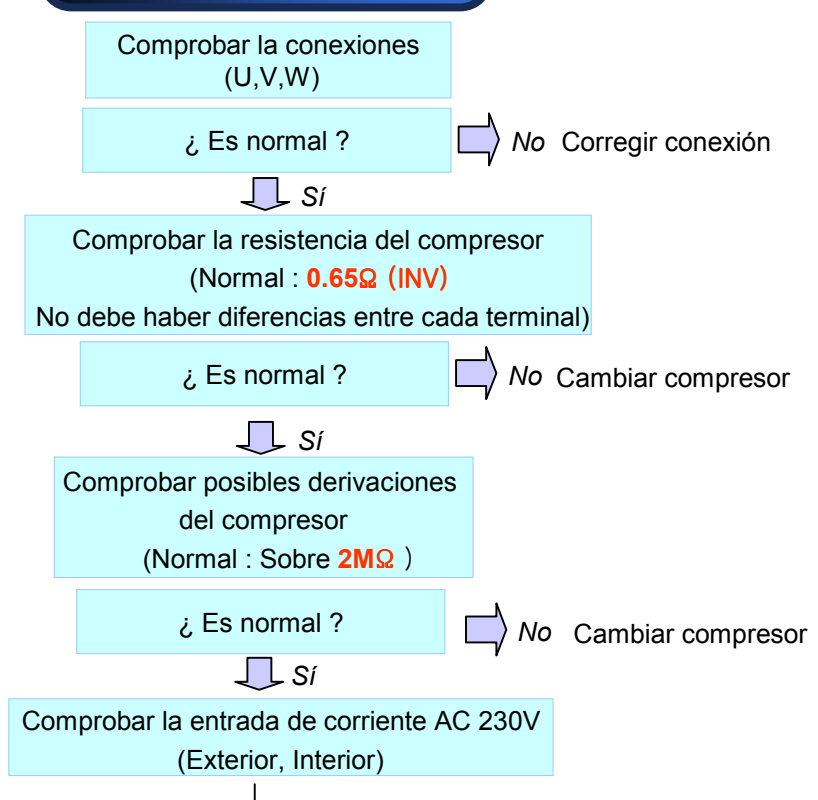 Comprobar la conexiones
(U,V,W)
¿ Es normal ?
No Corregir conexión
Sí
Comprobar la resistencia del compresor
(Normal : 0.65Ω (INV)
No debe haber diferencias entre cada terminal)
¿ Es normal ?
No Cambiar compresor
Sí
Comprobar posibles derivaciones
del compresor
(Normal : Sobre 2MΩ )
¿ Es normal ?
No Cambiar compresor
Sí
Comprobar la entrada de corriente AC 230V
(Exterior, Interior)